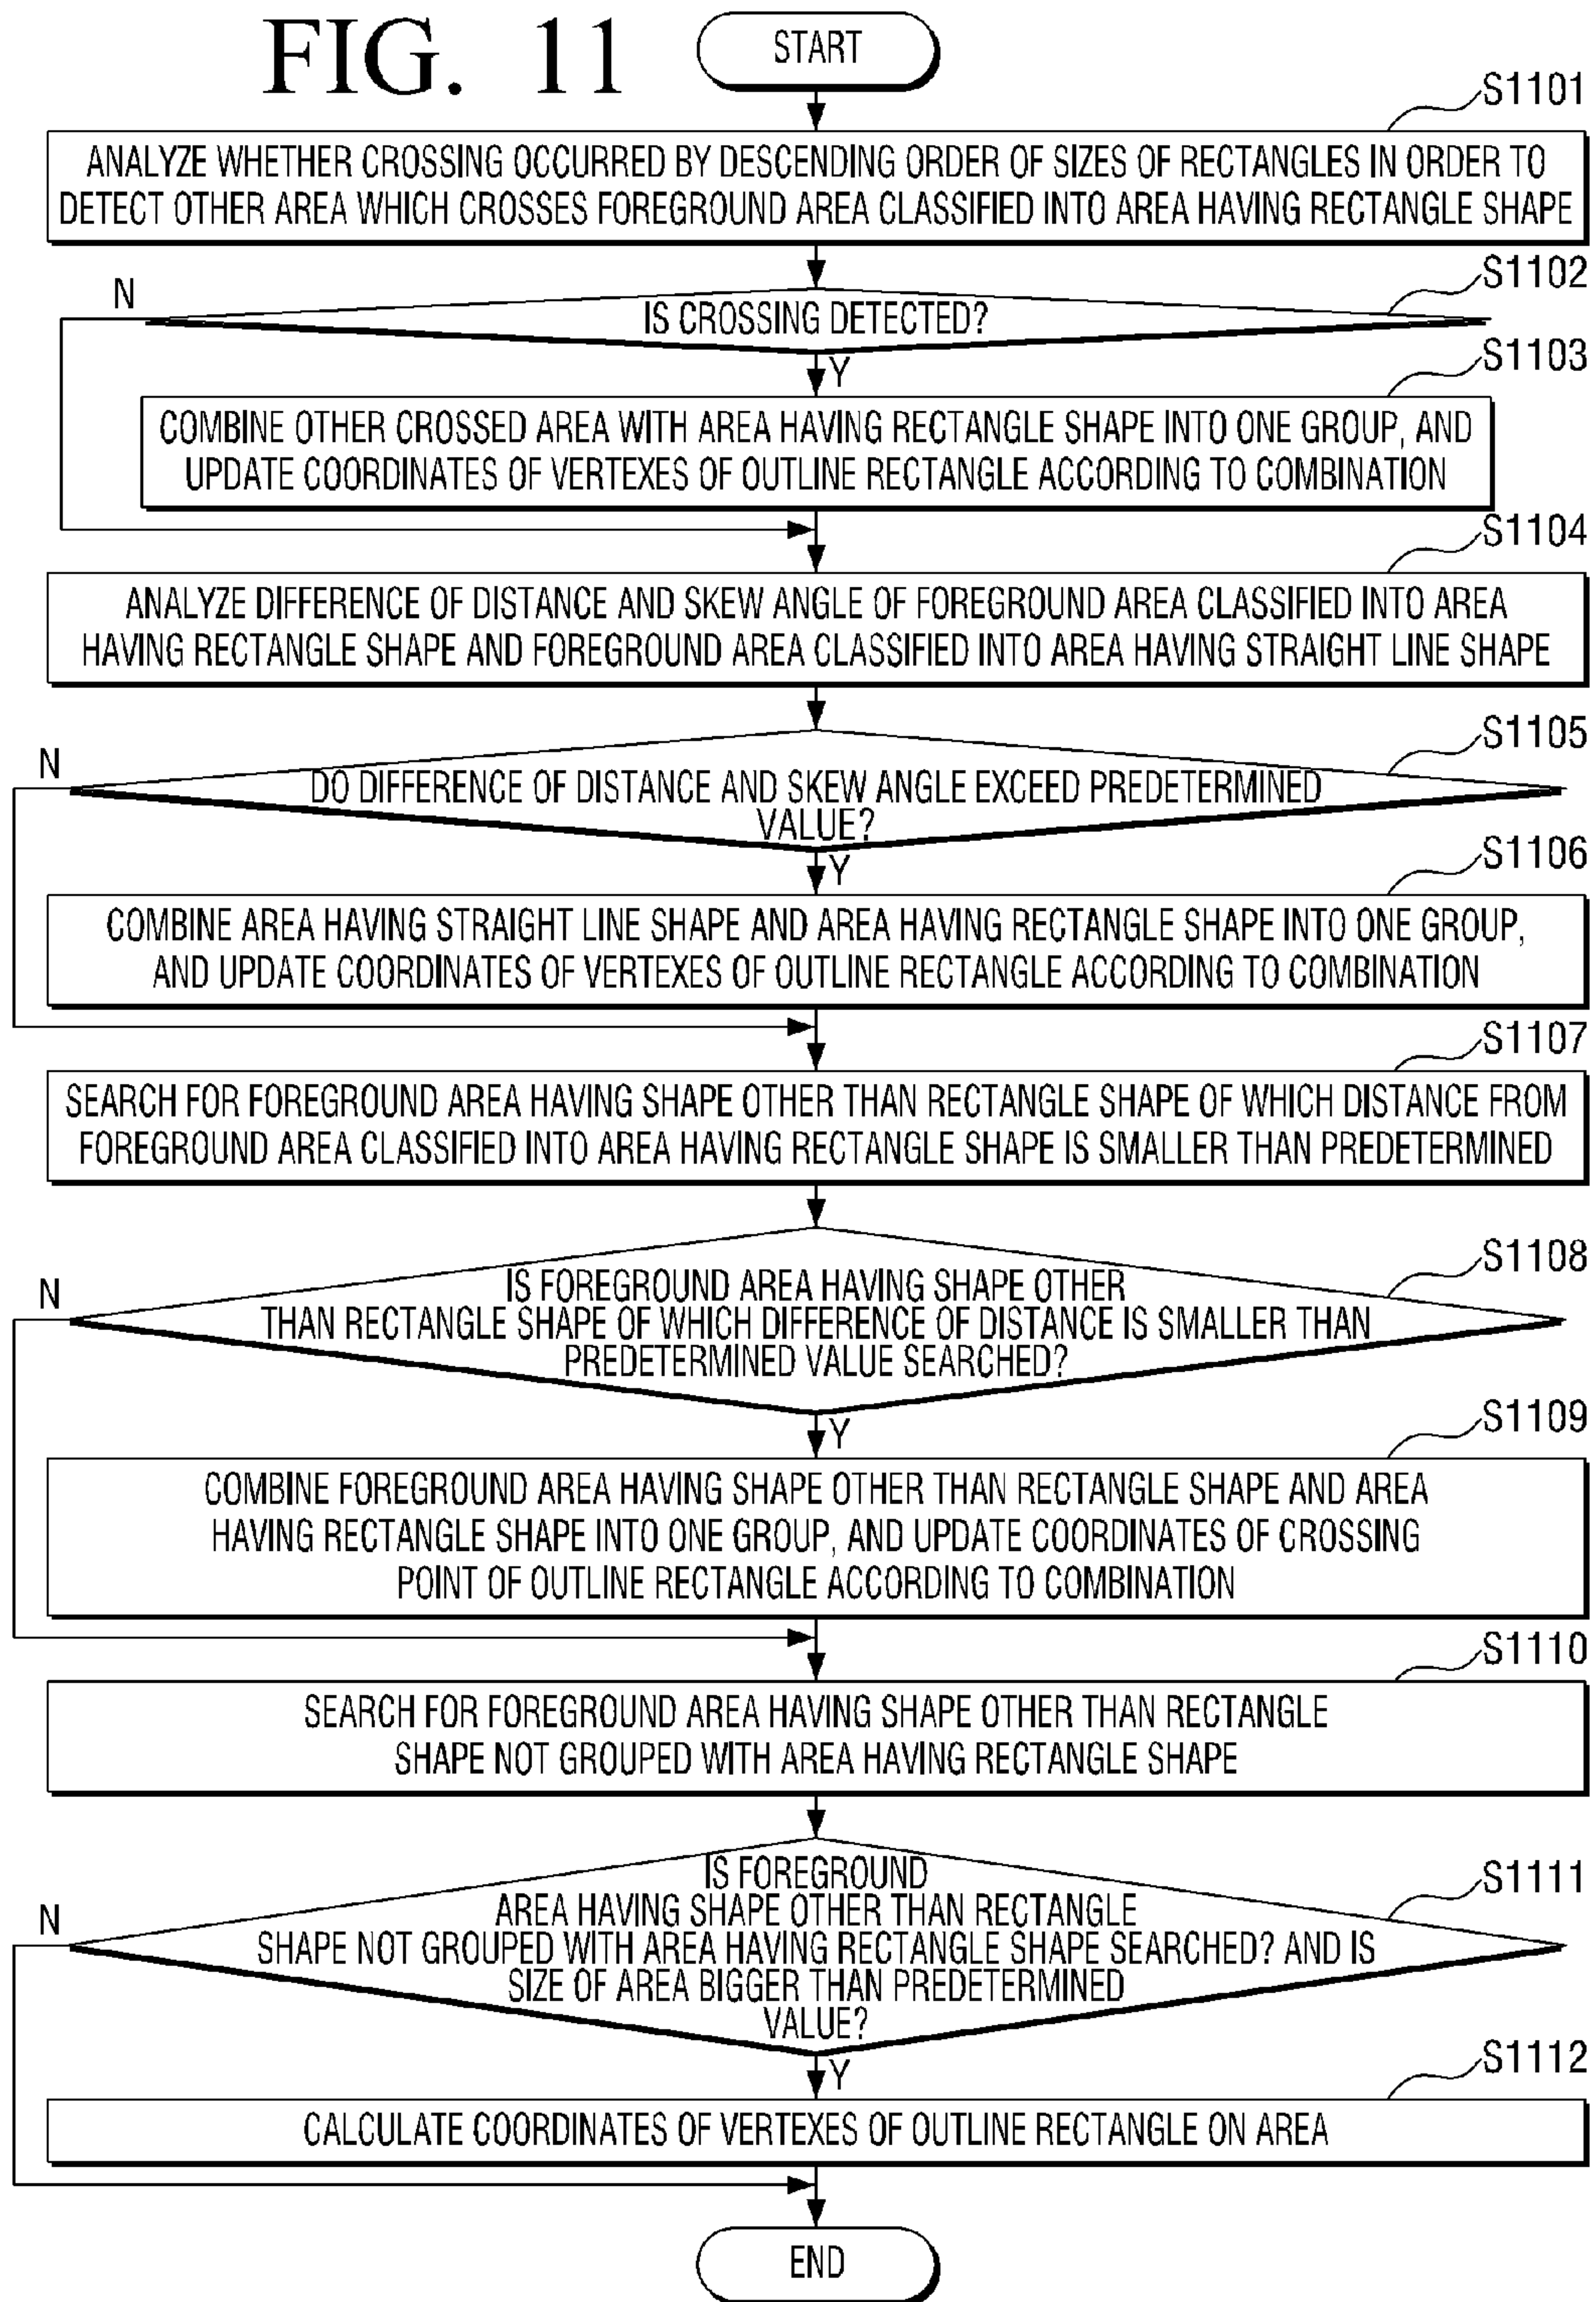 FIG. 11
START
S1101
ANALYZE WHETHER CROSSING OCCURRED BY DESCENDING ORDER OF SIZES OF RECTANGLES IN ORDER TO
DETECT OTHER AREA WHICH CROSSES FOREGROUND AREA CLASSIFIED INTO AREA HAVING RECTANGLE SHAPE
S1102
N
IS CROSSING DETECTED?
Y
S1103
COMBINE OTHER CROSSED AREA WITH AREA HAVING RECTANGLE SHAPE INTO ONE GROUP, AND
UPDATE COORDINATES OF VERTEXES OF OUTLINE RECTANGLE ACCORDING TO COMBINATION
S1104
ANALYZE DIFFERENCE OF DISTANCE AND SKEW ANGLE OF FOREGROUND AREA CLASSIFIED INTO AREA
HAVING RECTANGLE SHAPE AND FOREGROUND AREA CLASSIFIED INTO AREA HAVING STRAIGHT LINE SHAPE
S1105
N
DO DIFFERENCE OF DISTANCE AND SKEW ANGLE EXCEED PREDETERMINED
VALUE?
Y
S1106
COMBINE AREA HAVING STRAIGHT LINE SHAPE AND AREA HAVING RECTANGLE SHAPE INTO ONE GROUP,
AND UPDATE COORDINATES OF VERTEXES OF OUTLINE RECTANGLE ACCORDING TO COMBINATION
S1107
SEARCH FOR FOREGROUND AREA HAVING SHAPE OTHER THAN RECTANGLE SHAPE OF WHICH DISTANCE FROM
FOREGROUND AREA CLASSIFIED INTO AREA HAVING RECTANGLE SHAPE IS SMALLER THAN PREDETERMINED
S1108
N
IS FOREGROUND AREA HAVING SHAPE OTHER
THAN RECTANGLE SHAPE OF WHICH DIFFERENCE OF DISTANCE IS SMALLER THAN
PREDETERMINED VALUE SEARCHED?
Y
S1109
COMBINE FOREGROUND AREA HAVING SHAPE OTHER THAN RECTANGLE SHAPE AND AREA
HAVING RECTANGLE SHAPE INTO ONE GROUP, AND UPDATE COORDINATES OF CROSSING
POINT OF OUTLINE RECTANGLE ACCORDING TO COMBINATION
S1110
SEARCH FOR FOREGROUND AREA HAVING SHAPE OTHER THAN RECTANGLE
SHAPE NOT GROUPED WITH AREA HAVING RECTANGLE SHAPE
S1111
N
IS FOREGROUND
AREA HAVING SHAPE OTHER THAN RECTANGLE
SHAPE NOT GROUPED WITH AREA HAVING RECTANGLE SHAPE SEARCHED? AND IS
SIZE OF AREA BIGGER THAN PREDETERMINED
VALUE?
Y
S1112
CALCULATE COORDINATES OF VERTEXES OF OUTLINE RECTANGLE ON AREA
END